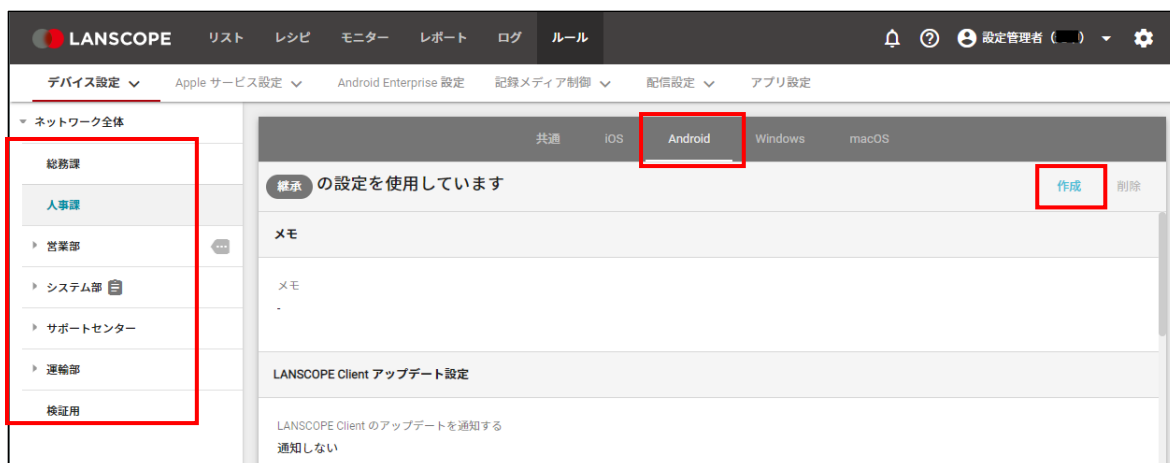 LANSCOPE リスト レシピ モニター レポート ログ ルール 設定管理者 ( )
デバイス設定 Apple サービス設定 Android Enterprise 設定 記録メディア制御 配信設定 アプリ設定
ネットワーク全体
総務課
人事課
営業部
システム部
サポートセンター
運輸部
検証用
共通 iOS Android Windows macOS
継承 の設定を使用しています 作成 削除
メモ
メモ
-
LANSCOPE Client アップデート設定
LANSCOPE Client のアップデートを通知する
通知しない